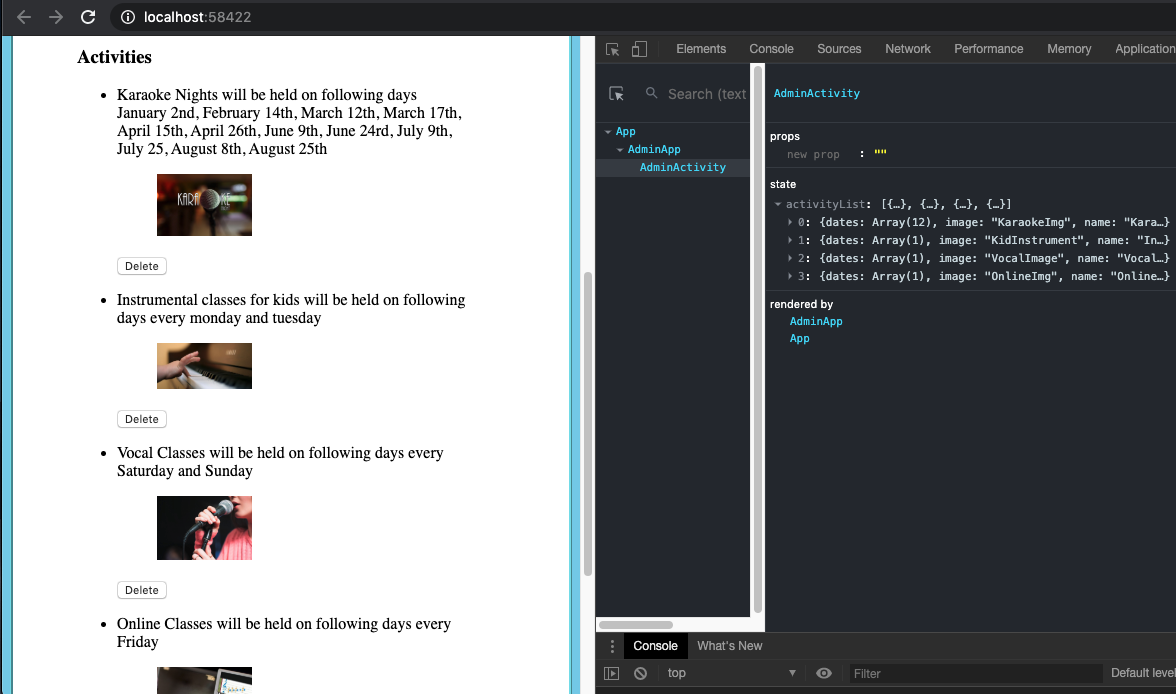 localhost:58422
Activities
• Karaoke Nights will be held on following days
January 2nd, February 14th, March 12th, March 17th,
April 15th, April 26th, June 9th, June 24rd, July 9th,
July 25, August 8th, August 25th
KARAOKE
Delete
• Instrumental classes for kids will be held on following
days every monday and tuesday
Delete
• Vocal Classes will be held on following days every
Saturday and Sunday
Delete
• Online Classes will be held on following days every
Friday
Elements Console Sources Network Performance Memory Application
Search (text
App
AdminApp
AdminActivity
AdminActivity
props
new prop : ""
state
activityList: [{…}, {…}, {…}, {…}]
0: {dates: Array(12), image: "KaraokeImg", name: "Kara…}
1: {dates: Array(1), image: "KidInstrument", name: "In…}
2: {dates: Array(1), image: "VocalImage", name: "Vocal…}
3: {dates: Array(1), image: "OnlineImg", name: "Online…}
rendered by
AdminApp
App
Console What's New
top Filter Default level